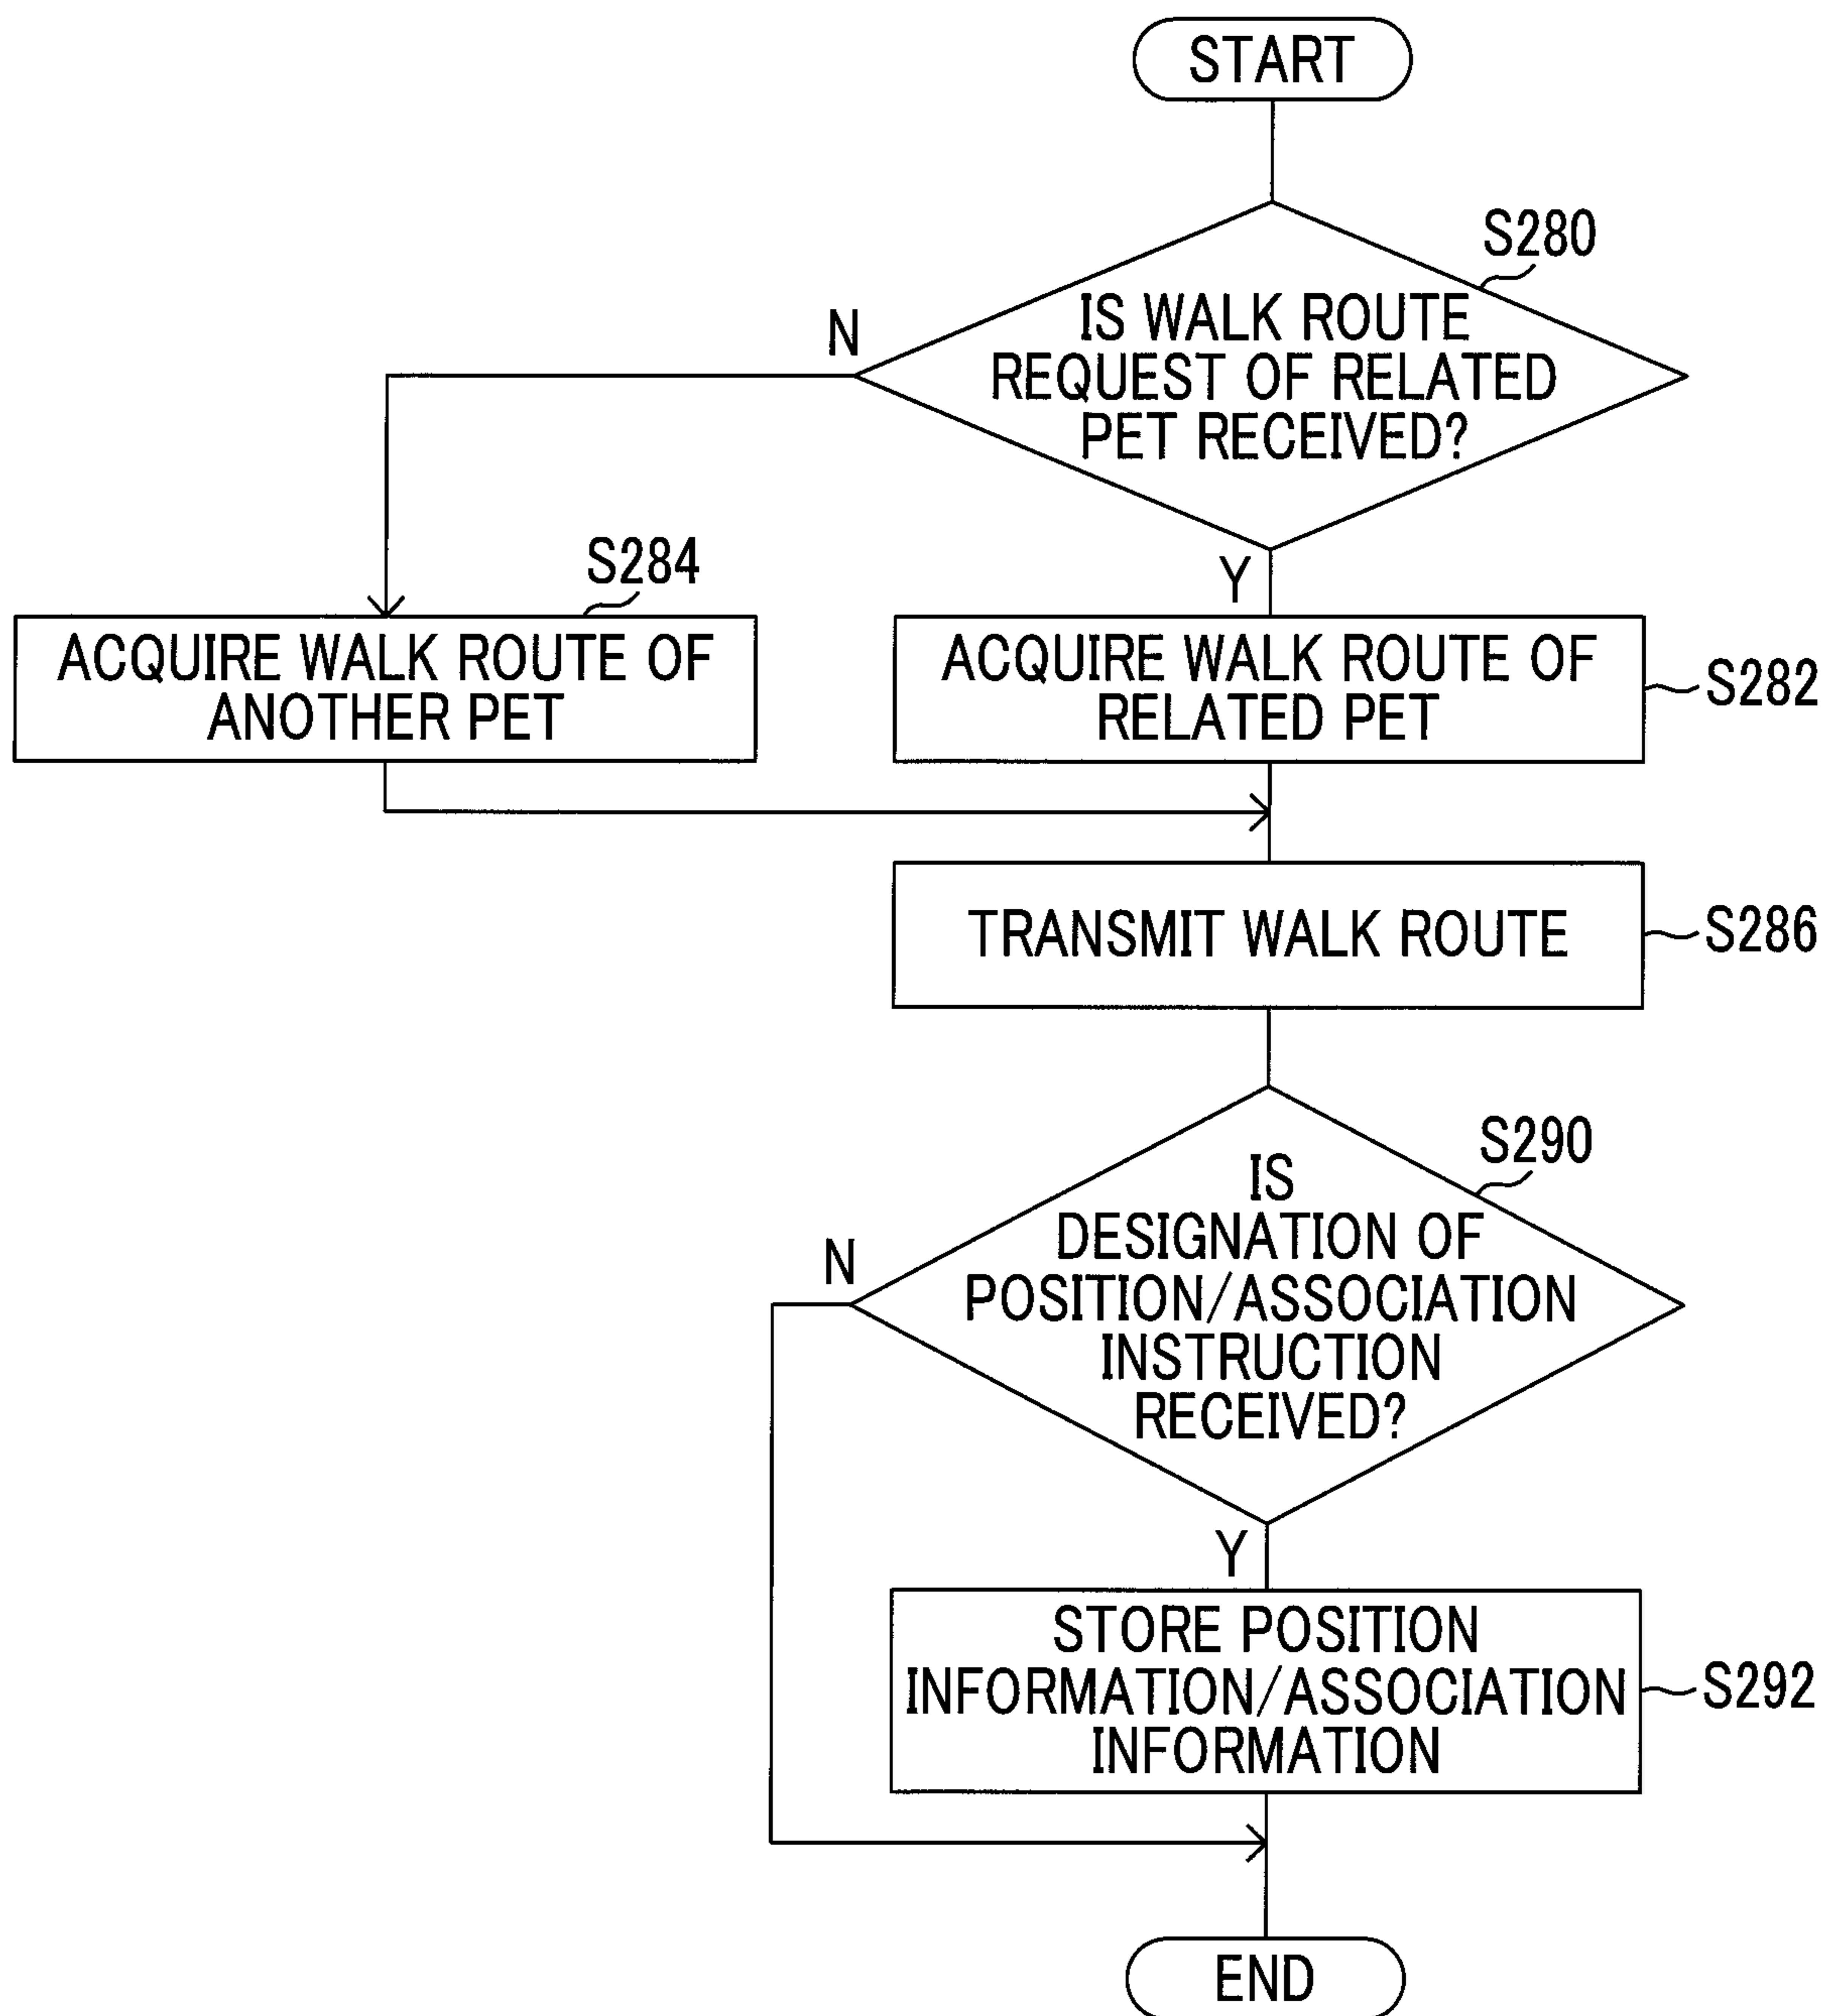 START
S280
IS WALK ROUTE
REQUEST OF RELATED
PET RECEIVED?
N
Y
S284
ACQUIRE WALK ROUTE OF
ANOTHER PET
ACQUIRE WALK ROUTE OF
RELATED PET
S282
TRANSMIT WALK ROUTE
S286
S290
IS
DESIGNATION OF
POSITION/ASSOCIATION
INSTRUCTION
RECEIVED?
N
Y
STORE POSITION
INFORMATION/ASSOCIATION
INFORMATION
S292
END